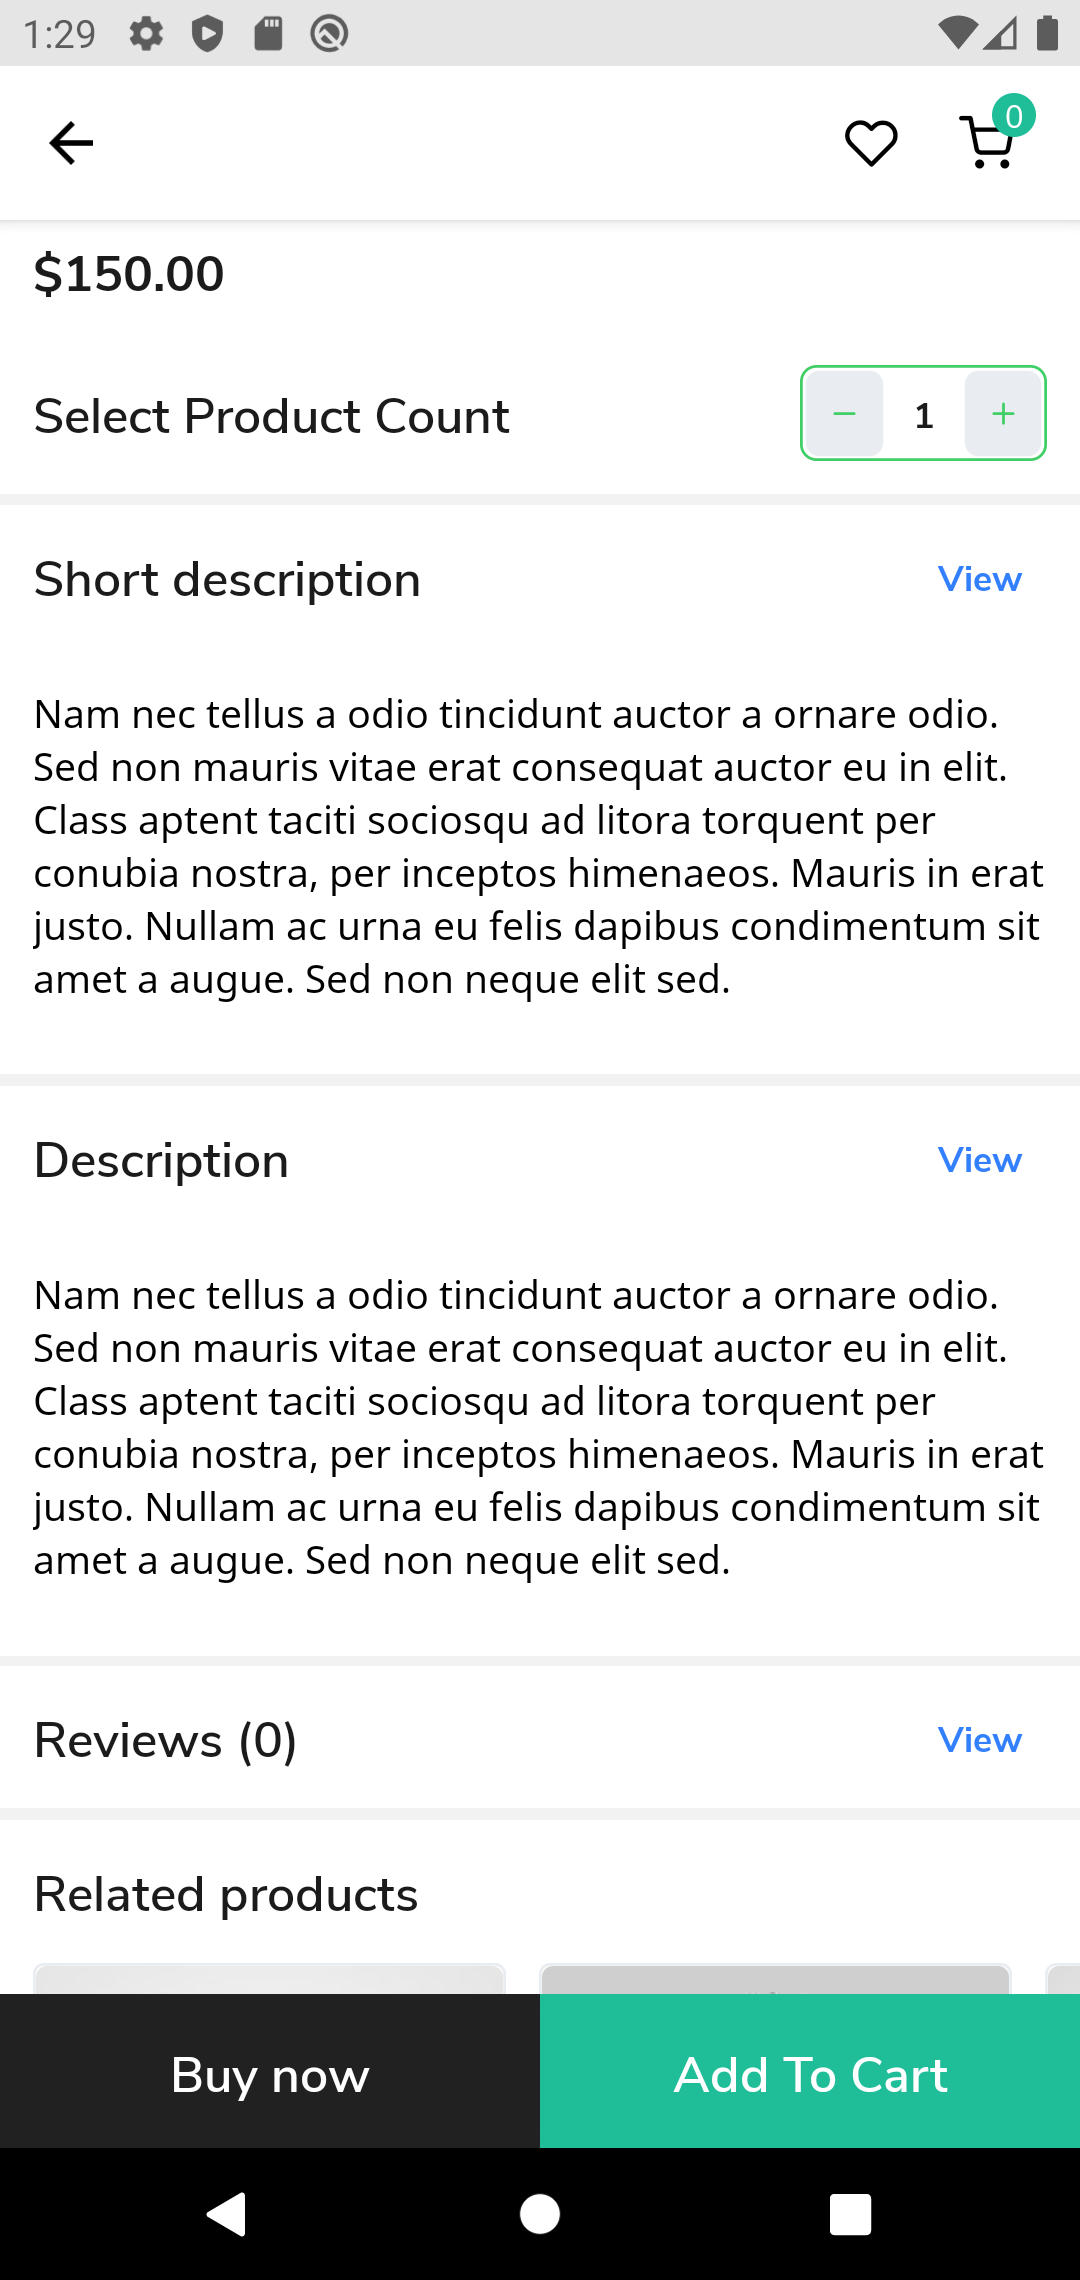 1:29
0
$150.00
Select Product Count
− 1 +
Short description View
Nam nec tellus a odio tincidunt auctor a ornare odio.
Sed non mauris vitae erat consequat auctor eu in elit.
Class aptent taciti sociosqu ad litora torquent per
conubia nostra, per inceptos himenaeos. Mauris in erat
justo. Nullam ac urna eu felis dapibus condimentum sit
amet a augue. Sed non neque elit sed.
Description View
Nam nec tellus a odio tincidunt auctor a ornare odio.
Sed non mauris vitae erat consequat auctor eu in elit.
Class aptent taciti sociosqu ad litora torquent per
conubia nostra, per inceptos himenaeos. Mauris in erat
justo. Nullam ac urna eu felis dapibus condimentum sit
amet a augue. Sed non neque elit sed.
Reviews (0) View
Related products
Buy now Add To Cart